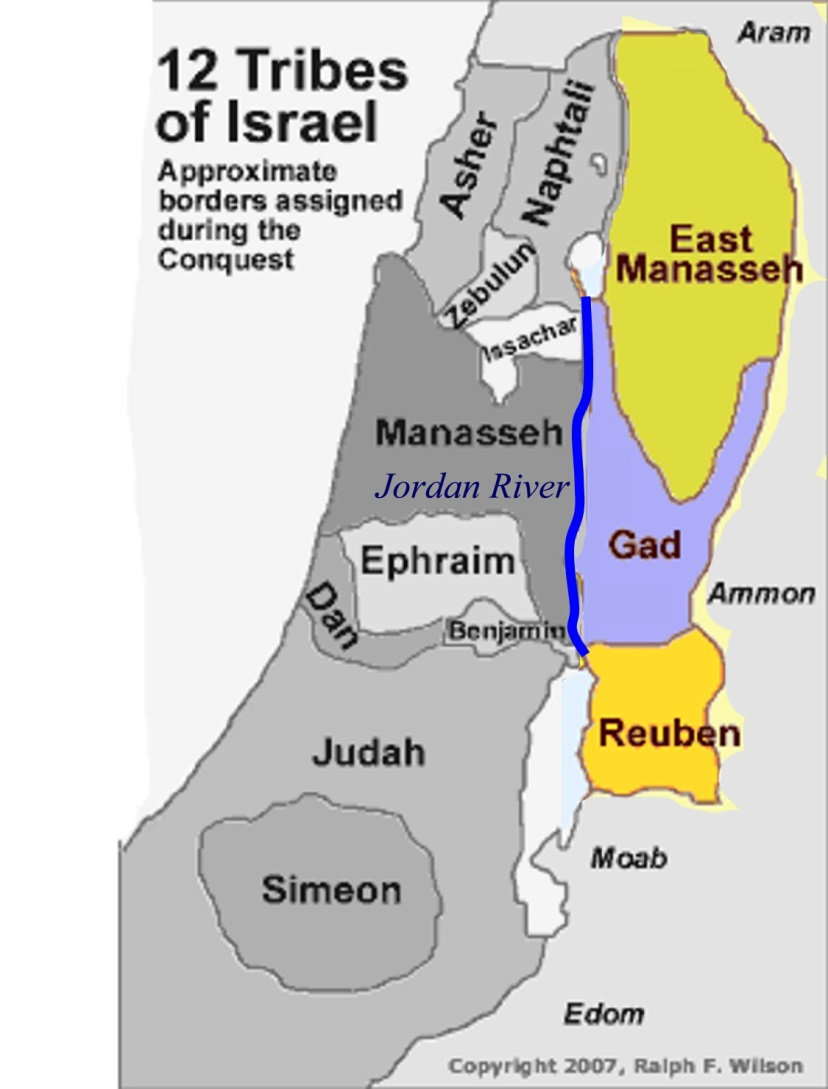 12 Tribes
of Israel
Approximate
borders assigned
during the
Conquest
Aram
Asher
Naphtali
East
Manasseh
Zebulun
Issachar
Manasseh
Jordan River
Gad
Ephraim
Dan
Benjamin
Ammon
Reuben
Judah
Moab
Simeon
Edom
Copyright 2007, Ralph F. Wilson